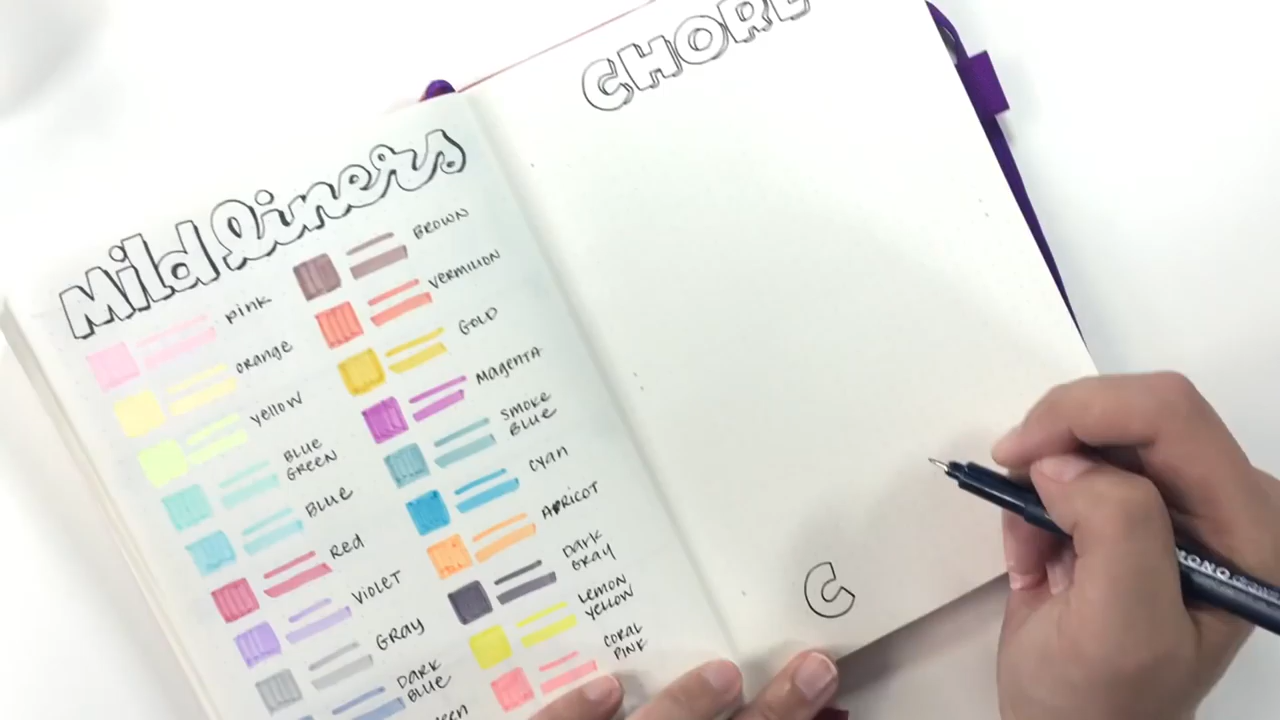 Mildliners
pink
orange
yellow
BLUE
GREEN
BLUE
Red
VIOLET
GRAY
DARK
BLUE
BROWN
VERMILION
GOLD
MAGENTA
SMOKE
BLUE
CYAN
APRICOT
DARK
GRAY
LEMON
YELLOW
CORAL
PINK
CHORE
C
MONO